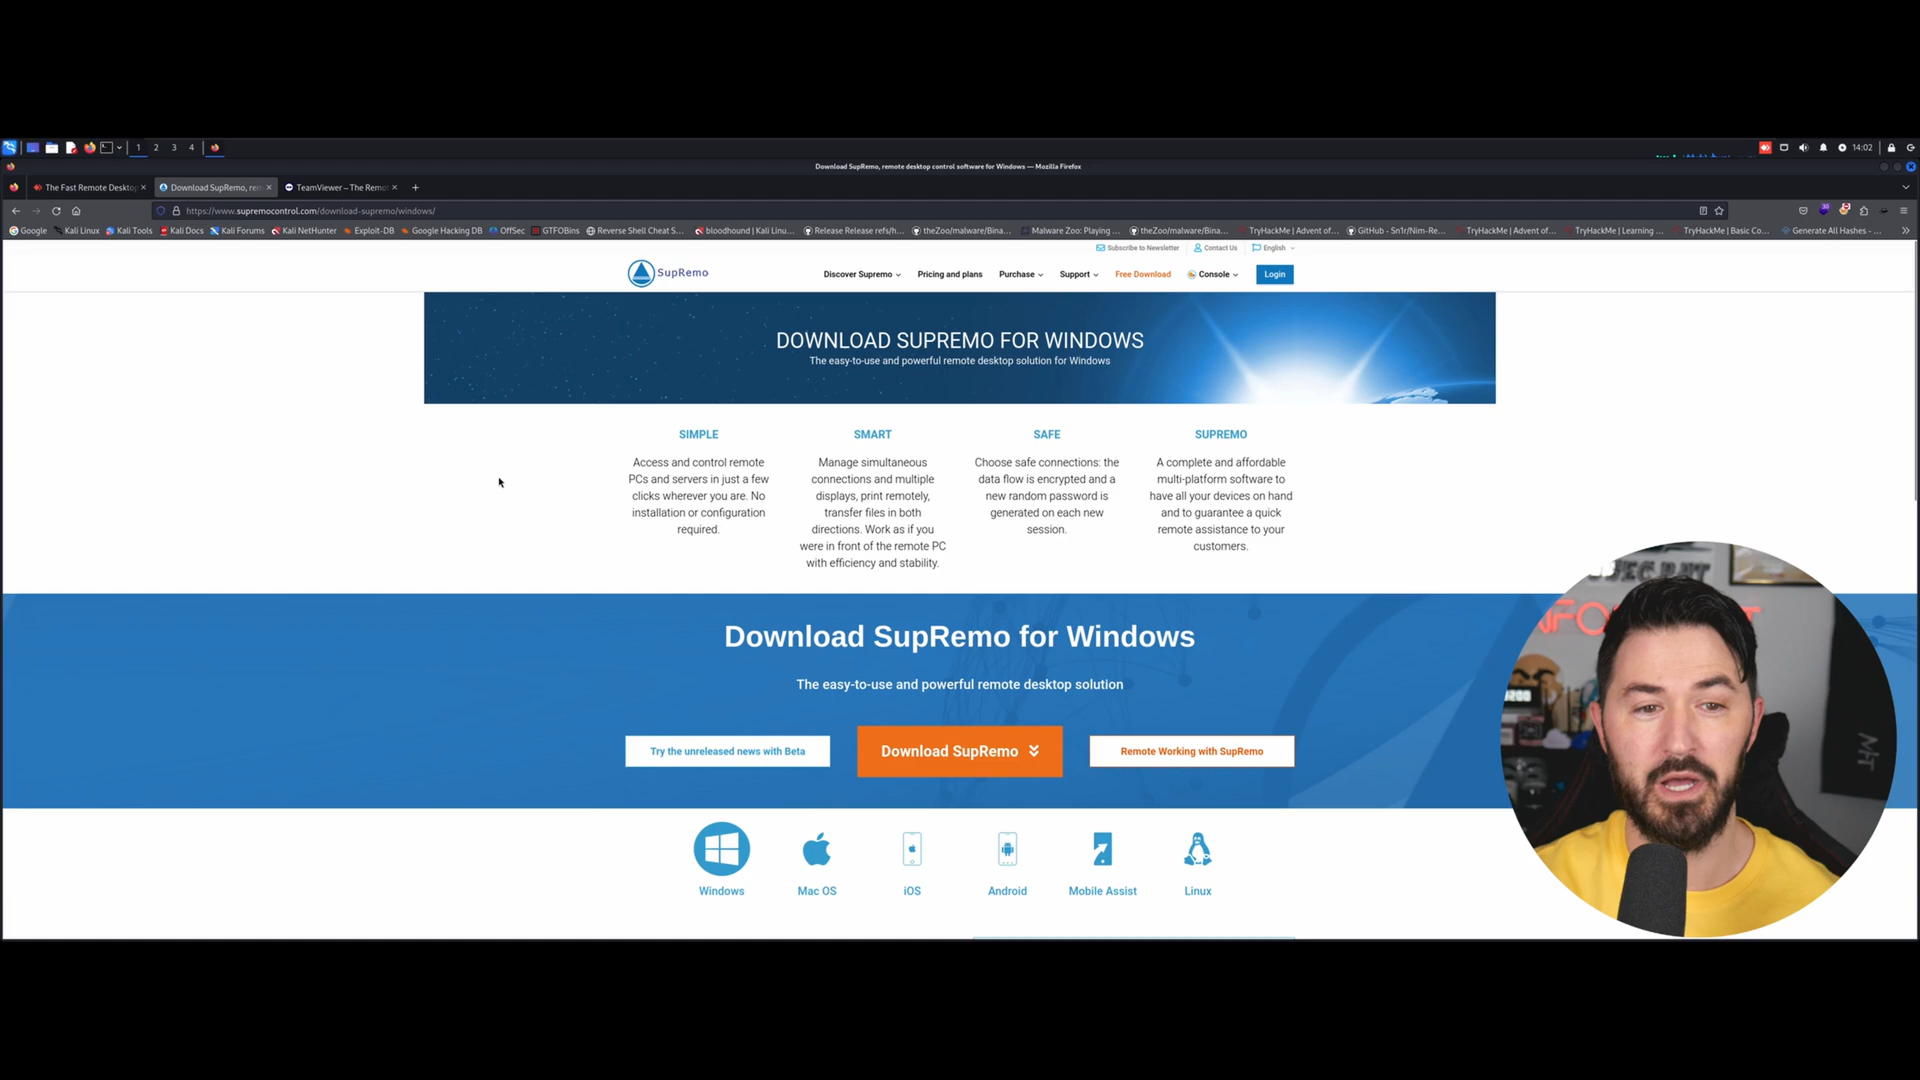 1 2 3 4 14:02
Download SupRemo, remote desktop control software for Windows — Mozilla Firefox
The Fast Remote Desktop Download SupRemo, rem TeamViewer – The Remot
https://www.supremocontrol.com/download-supremo/windows/
Google Kali Linux Kali Tools Kali Docs Kali Forums Kali NetHunter Exploit-DB Google Hacking DB OffSec GTFOBins Reverse Shell Cheat S... bloodhound | Kali Linu... Release Release refs/h... theZoo/malware/Bina... Malware Zoo: Playing ... theZoo/malware/Bina... TryHackMe | Advent of... GitHub - Sn1r/Nim-Re... TryHackMe | Advent of... TryHackMe | Learning ... TryHackMe | Basic Co... Generate All Hashes - ...
Subscribe to Newsletter Contact Us English
SupRemo Discover Supremo Pricing and plans Purchase Support Free Download Console Login
DOWNLOAD SUPREMO FOR WINDOWS
The easy-to-use and powerful remote desktop solution for Windows
SIMPLE
Access and control remote
PCs and servers in just a few
clicks wherever you are. No
installation or configuration
required.
SMART
Manage simultaneous
connections and multiple
displays, print remotely,
transfer files in both
directions. Work as if you
were in front of the remote PC
with efficiency and stability.
SAFE
Choose safe connections: the
data flow is encrypted and a
new random password is
generated on each new
session.
SUPREMO
A complete and affordable
multi-platform software to
have all your devices on hand
and to guarantee a quick
remote assistance to your
customers.
Download SupRemo for Windows
The easy-to-use and powerful remote desktop solution
Try the unreleased news with Beta Download SupRemo Remote Working with SupRemo
Windows Mac OS iOS Android Mobile Assist Linux